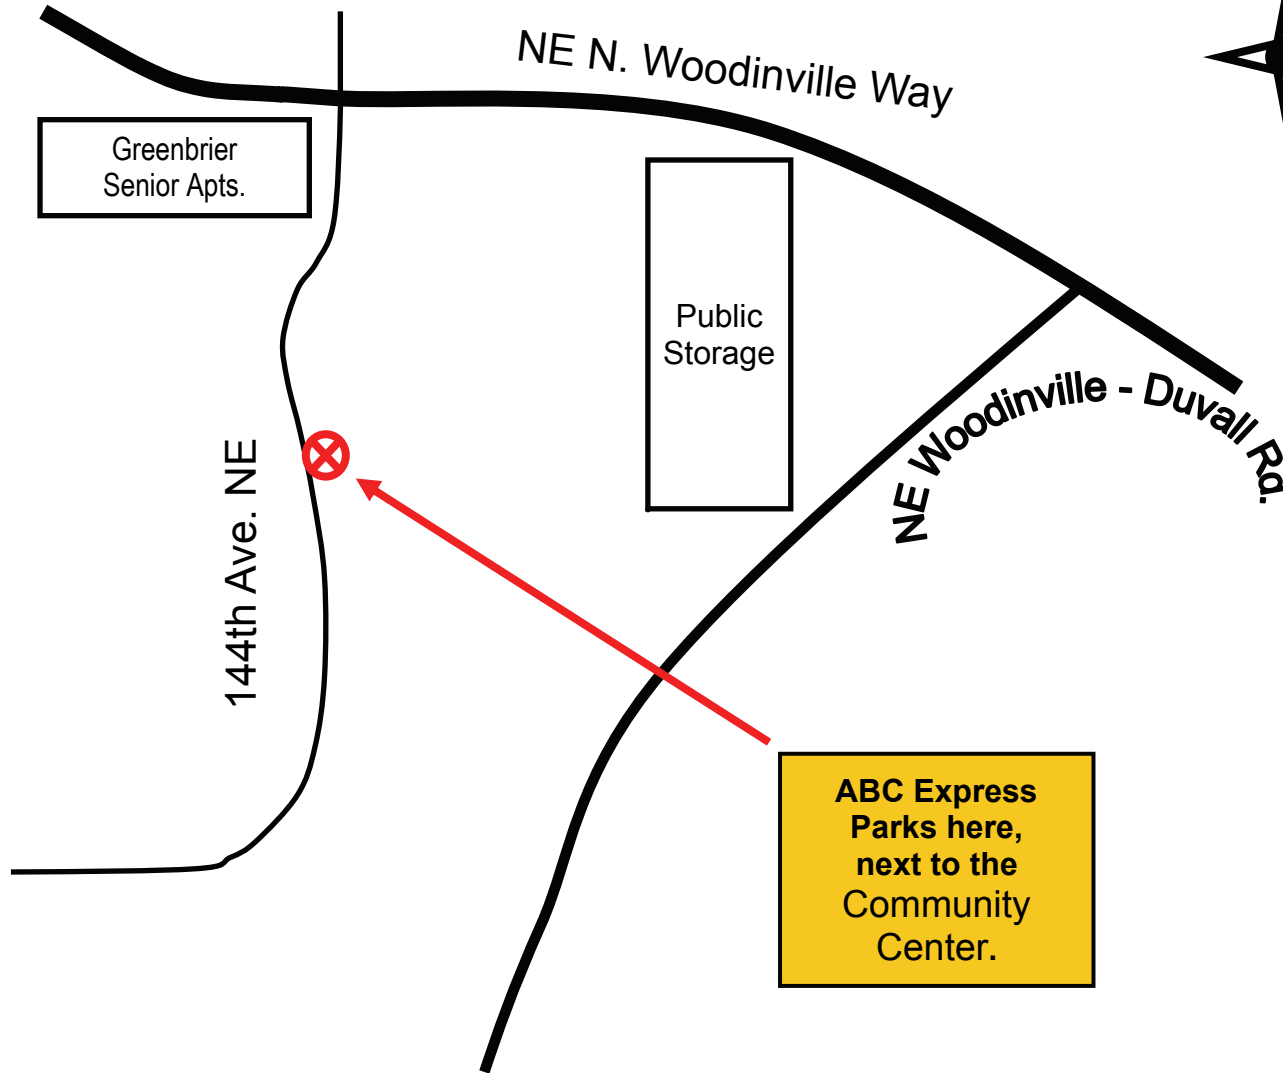 NE N. Woodinville Way
Greenbrier
Senior Apts.
Public
Storage
NE Woodinville - Duvall Rd.
144th Ave. NE
ABC Express
Parks here,
next to the
Community
Center.